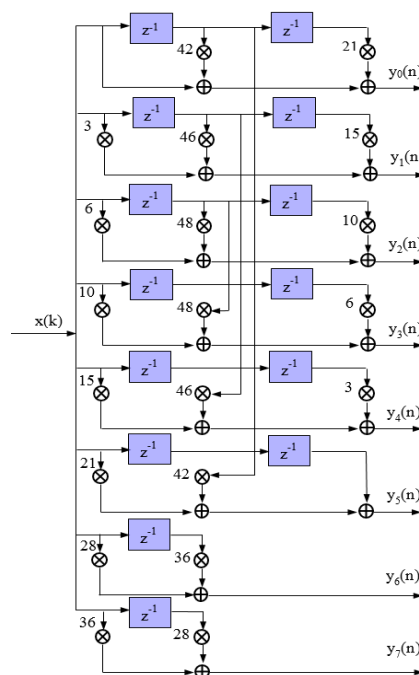 z⁻¹ z⁻¹
42 21
y₀(n)
3 z⁻¹ z⁻¹
46 15
y₁(n)
z⁻¹ z⁻¹
6 48 10
y₂(n)
10 z⁻¹ z⁻¹
48 6
x(k)
y₃(n)
z⁻¹ z⁻¹
15 46 3
y₄(n)
z⁻¹ z⁻¹
21 42
y₅(n)
z⁻¹
28 36
y₆(n)
z⁻¹
36 28
y₇(n)